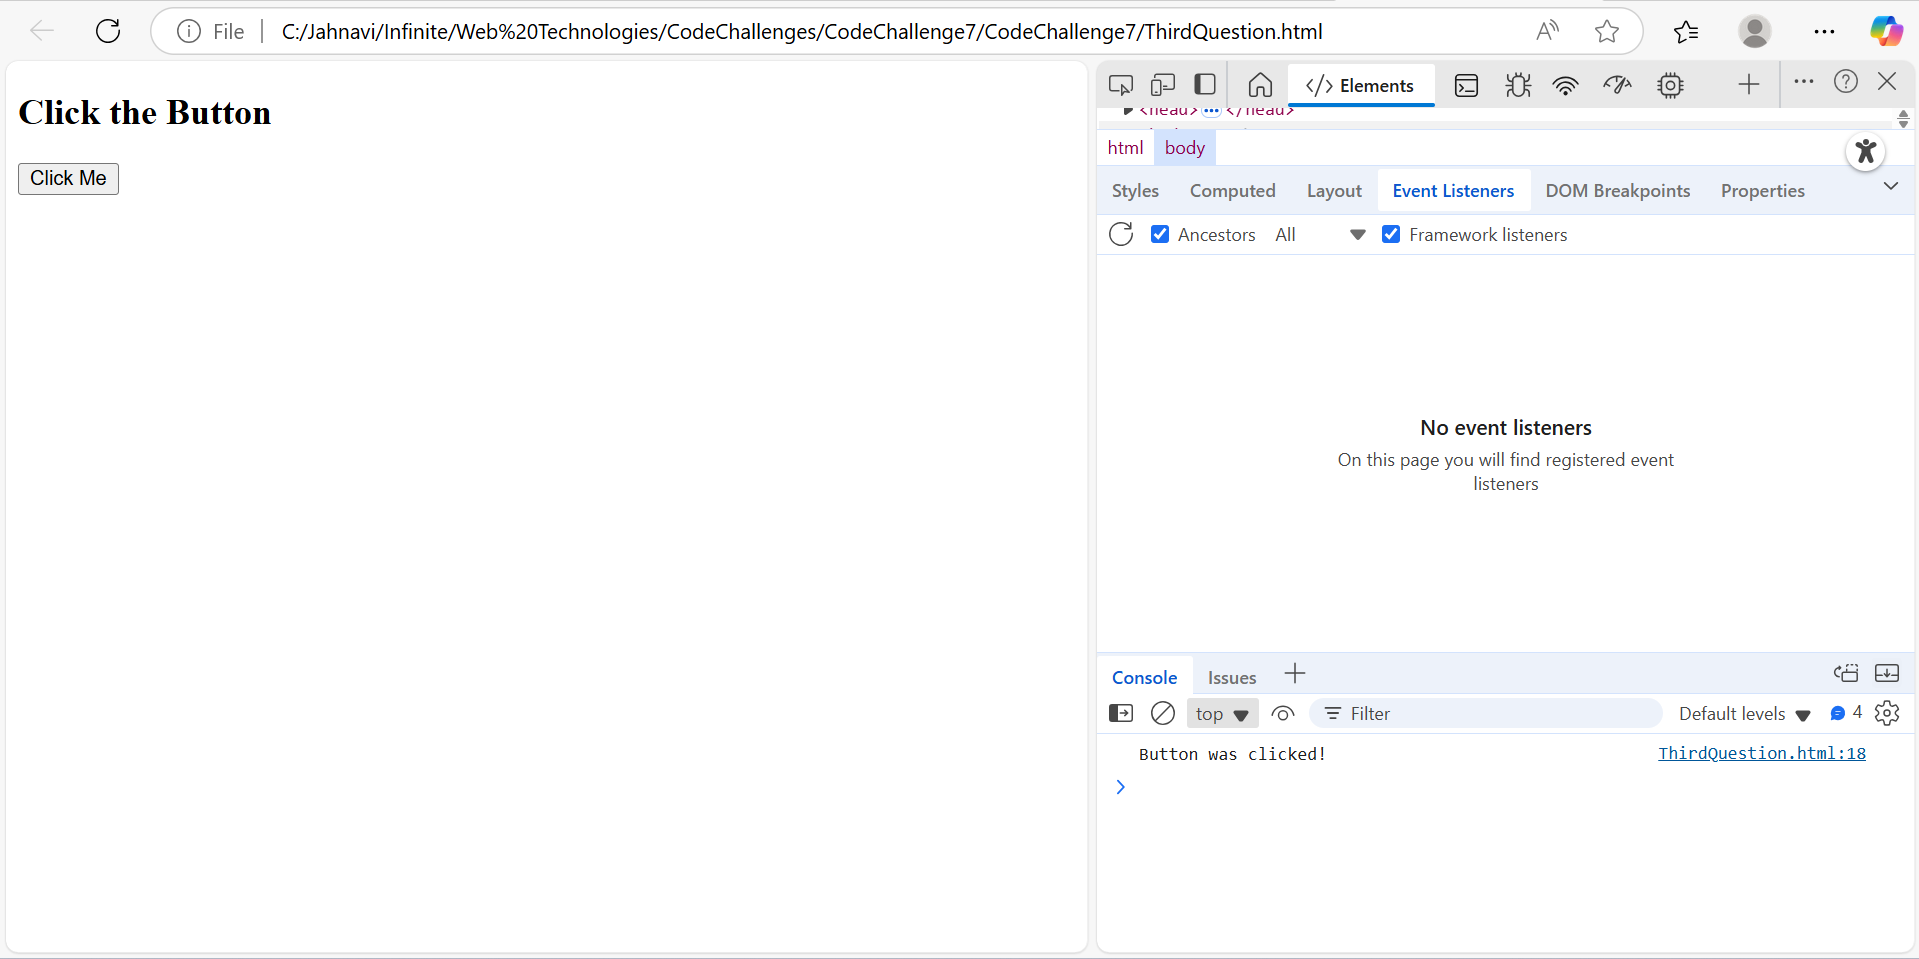 File C:/Jahnavi/Infinite/Web%20Technologies/CodeChallenges/CodeChallenge7/CodeChallenge7/ThirdQuestion.html
Click the Button
Click Me
</> Elements
<head> ••• </head>
html body
Styles Computed Layout Event Listeners DOM Breakpoints Properties
Ancestors All Framework listeners
No event listeners
On this page you will find registered event
listeners
Console Issues
top Filter Default levels 4
Button was clicked! ThirdQuestion.html:18